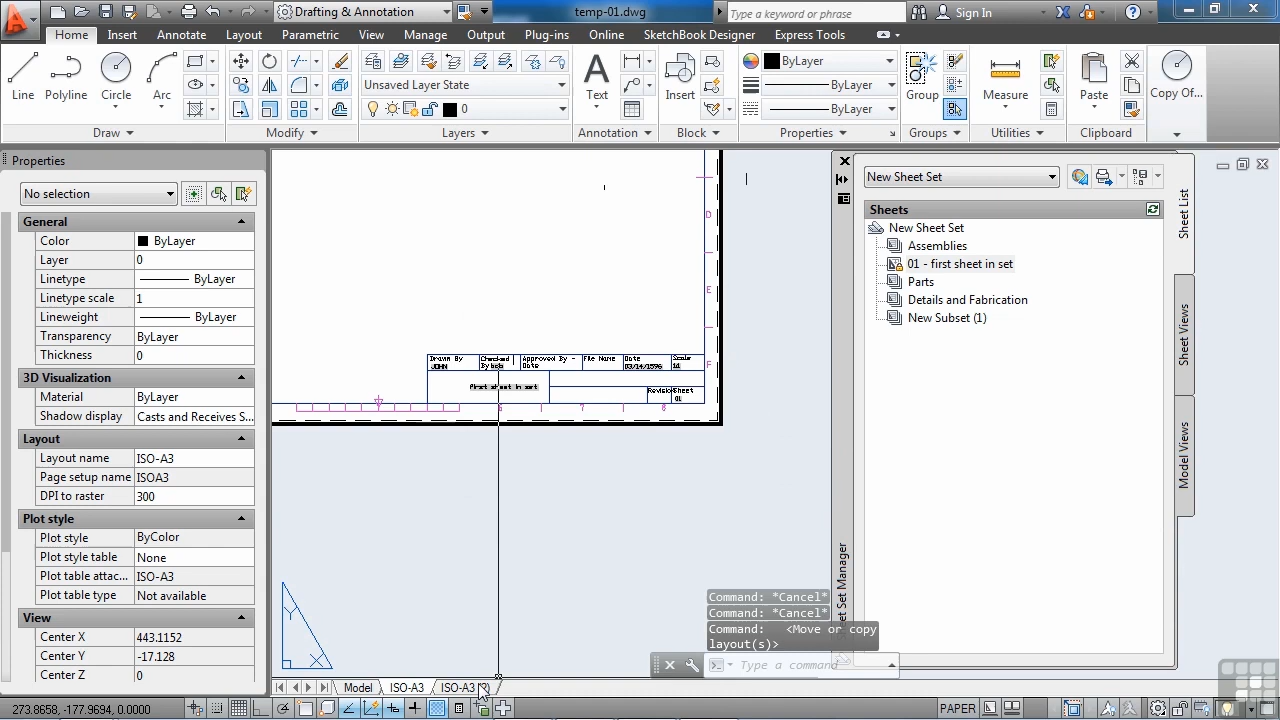 Drafting & Annotation
temp-01.dwg
Type a keyword or phrase
Sign In
Home Insert Annotate Layout Parametric View Manage Output Plug-ins Online SketchBook Designer Express Tools
Line Polyline Circle Arc
Draw
Modify
Unsaved Layer State
0
Layers
Text
Annotation
Insert
Block
ByLayer
ByLayer
ByLayer
Properties
Group
Groups
Measure
Utilities
Paste
Clipboard
Copy Of...
Properties
No selection
General
Color ByLayer
Layer 0
Linetype ByLayer
Linetype scale 1
Lineweight ByLayer
Transparency ByLayer
Thickness 0
3D Visualization
Material ByLayer
Shadow display Casts and Receives S...
Layout
Layout name ISO-A3
Page setup name ISOA3
DPI to raster 300
Plot style
Plot style ByColor
Plot style table None
Plot table attac... ISO-A3
Plot table type Not available
View
Center X 443.1152
Center Y -17.128
Center Z 0
D
E
F
Drawn By
JOHN
Checked
By bob
Approved By -
Date
File Name
Date
03/14/1596
Scale
1:1
First sheet in set
Revision
Sheet
01
7
8
Y
X
Command: *Cancel*
Command: *Cancel*
Command: <Move or copy
layout(s)>
Type a command
New Sheet Set
Sheets
New Sheet Set
Assemblies
01 - first sheet in set
Parts
Details and Fabrication
New Subset (1)
Sheet List
Sheet Views
Model Views
Sheet Set Manager
Model ISO-A3 ISO-A3
273.8658, -177.9694, 0.0000
PAPER